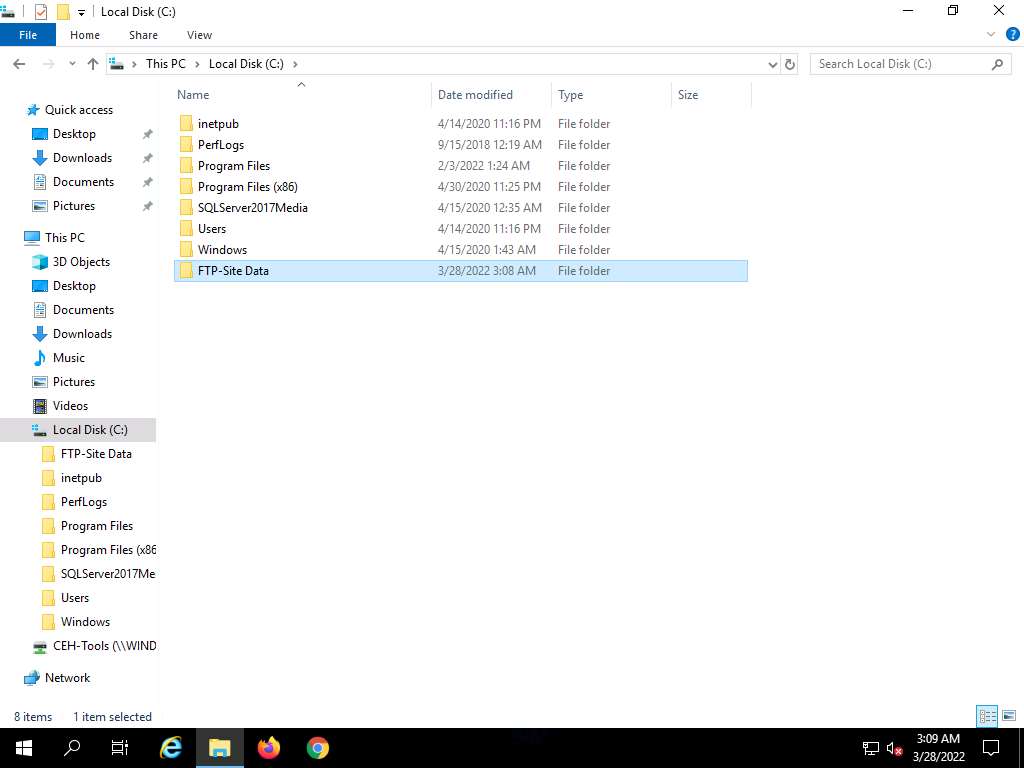 Local Disk (C:)
File Home Share View
This PC Local Disk (C:) Search Local Disk (C:)
Name Date modified Type Size
inetpub 4/14/2020 11:16 PM File folder
PerfLogs 9/15/2018 12:19 AM File folder
Program Files 2/3/2022 1:24 AM File folder
Program Files (x86) 4/30/2020 11:25 PM File folder
SQLServer2017Media 4/15/2020 12:35 AM File folder
Users 4/14/2020 11:16 PM File folder
Windows 4/15/2020 1:43 AM File folder
FTP-Site Data 3/28/2022 3:08 AM File folder
Quick access
Desktop
Downloads
Documents
Pictures
This PC
3D Objects
Desktop
Documents
Downloads
Music
Pictures
Videos
Local Disk (C:)
FTP-Site Data
inetpub
PerfLogs
Program Files
Program Files (x86
SQLServer2017Me
Users
Windows
CEH-Tools (\\WIND
Network
8 items 1 item selected
3:09 AM
3/28/2022